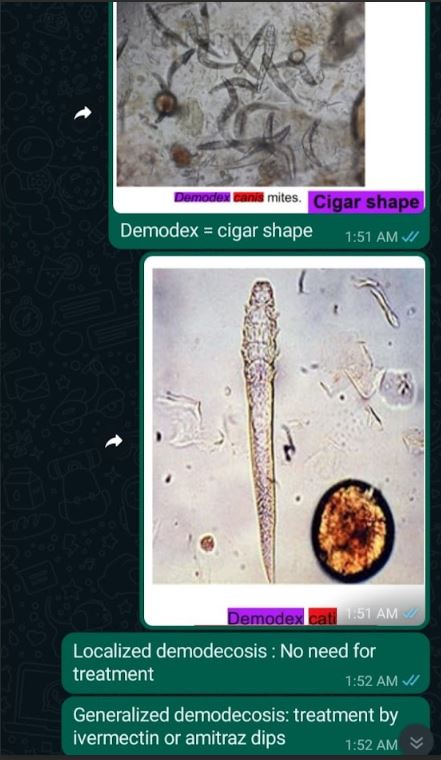 Demodex canis mites. Cigar shape
Demodex = cigar shape
1:51 AM
Demodex cati
1:51 AM
Localized demodecosis : No need for
treatment
1:52 AM
Generalized demodecosis: treatment by
ivermectin or amitraz dips
1:52 AM